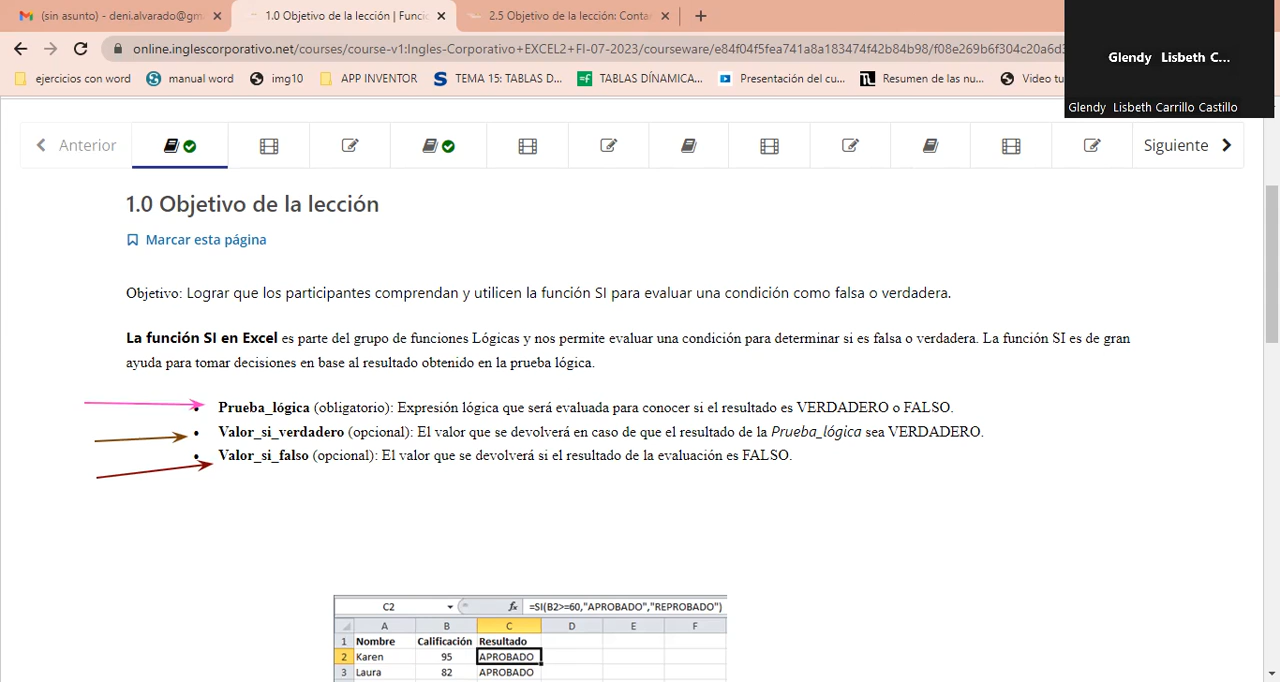 (sin asunto) - deni.alvarado@gm
1.0 Objetivo de la lección | Funci
2.5 Objetivo de la lección: Conta
online.inglescorporativo.net/courses/course-v1:Ingles-Corporativo+EXCEL2+FI-07-2023/courseware/e84f04f5fea741a8a183474f42b84b98/f08e269b6f304c20a6d3
ejercicios con word
manual word
img10
APP INVENTOR
TEMA 15: TABLAS D...
TABLAS DÍNAMICA...
Presentación del cu...
Resumen de las nu...
Video tu
Glendy Lisbeth C...
Glendy Lisbeth Carrillo Castillo
Anterior
Siguiente
1.0 Objetivo de la lección
Marcar esta página
Objetivo: Lograr que los participantes comprendan y utilicen la función SI para evaluar una condición como falsa o verdadera.
La función SI en Excel es parte del grupo de funciones Lógicas y nos permite evaluar una condición para determinar si es falsa o verdadera. La función SI es de gran
ayuda para tomar decisiones en base al resultado obtenido en la prueba lógica.
• Prueba_lógica (obligatorio): Expresión lógica que será evaluada para conocer si el resultado es VERDADERO o FALSO.
• Valor_si_verdadero (opcional): El valor que se devolverá en caso de que el resultado de la Prueba_lógica sea VERDADERO.
• Valor_si_falso (opcional): El valor que se devolverá si el resultado de la evaluación es FALSO.
C2 fx =SI(B2>=60,"APROBADO","REPROBADO")
A B C D E F
1 Nombre Calificación Resultado
2 Karen 95 APROBADO
3 Laura 82 APROBADO